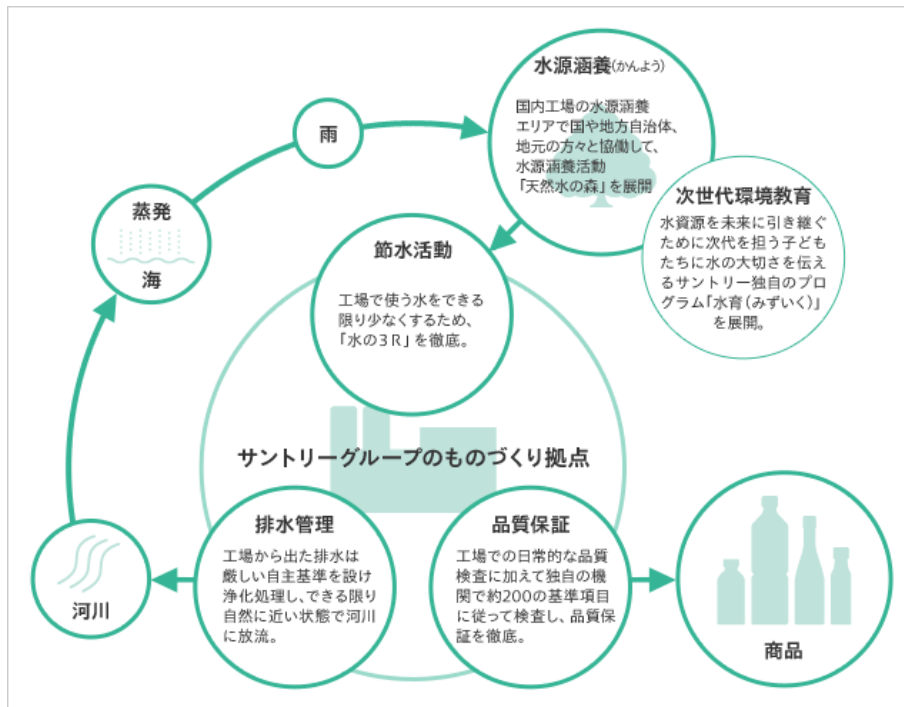 水源涵養(かんよう)
国内工場の水源涵養
エリアで国や地方自治体、
地元の方々と協働して、
水源涵養活動
「天然水の森」を展開
雨
次世代環境教育
水資源を未来に引き継ぐ
ために次代を担う子ども
たちに水の大切さを伝え
るサントリー独自のプロ
グラム「水育(みずいく)」
を展開。
蒸発
海
節水活動
工場で使う水をできる
限り少なくするため、
「水の3R」を徹底。
サントリーグループのものづくり拠点
排水管理
工場から出た排水は
厳しい自主基準を設け
浄化処理し、できる限り
自然に近い状態で河川
に放流。
品質保証
工場での日常的な品質
検査に加えて独自の機
関で約200の基準項目
に従って検査し、品質保
証を徹底。
河川
商品